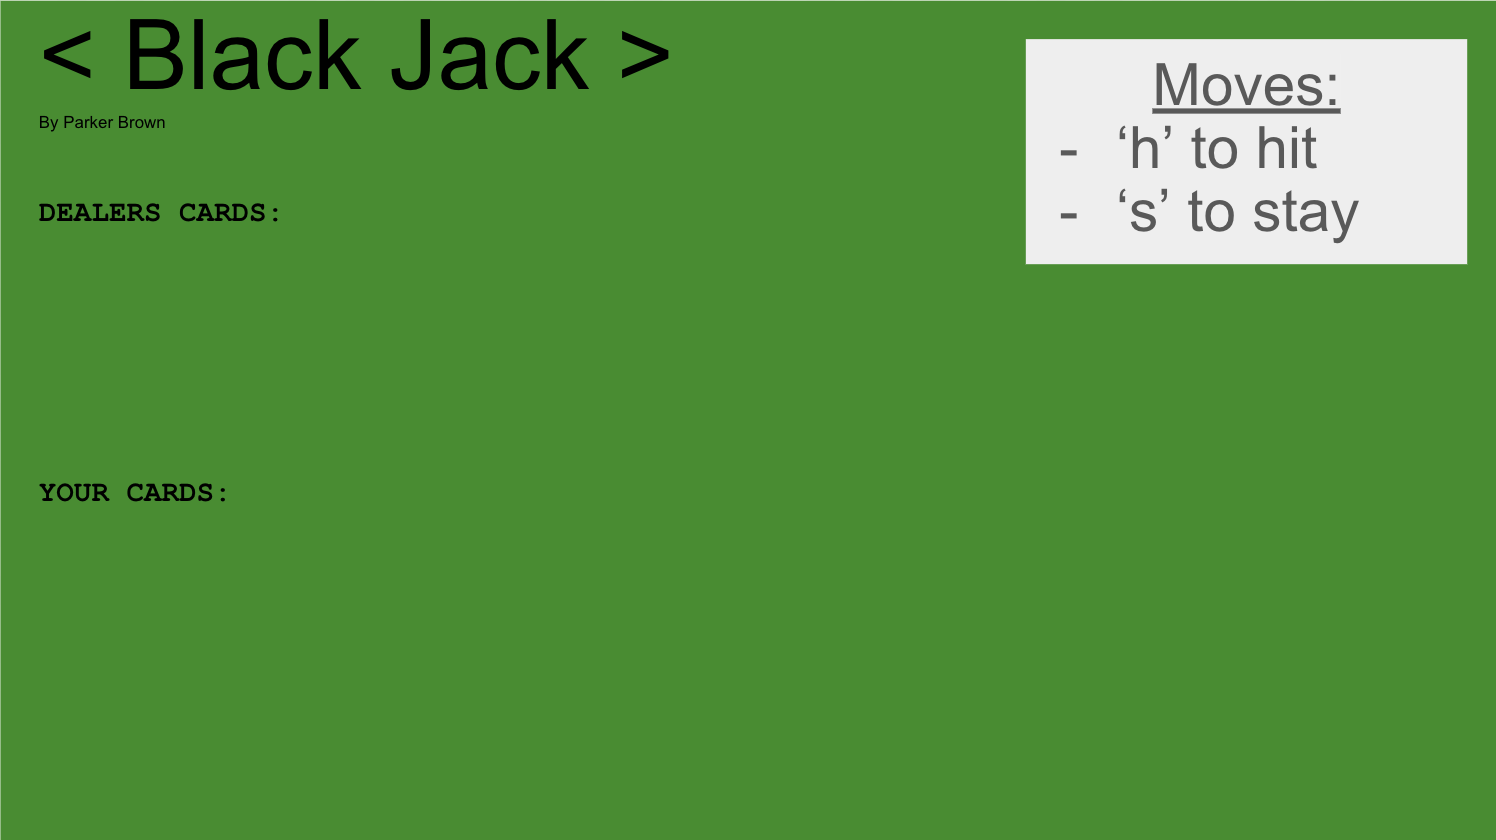 < Black Jack >
By Parker Brown
Moves:
- ‘h’ to hit
- ‘s’ to stay
DEALERS CARDS:
YOUR CARDS: